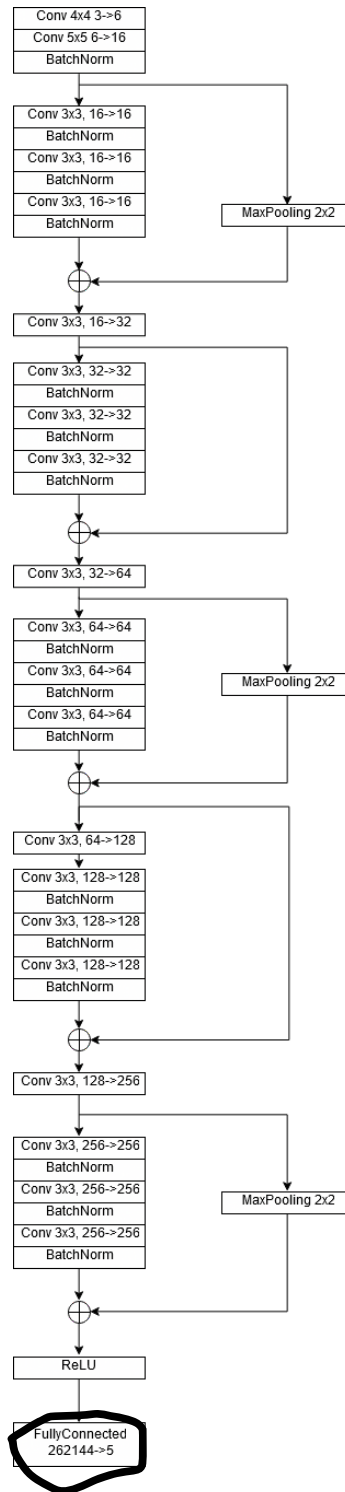 Conv 4x4 3->6
Conv 5x5 6->16
BatchNorm
Conv 3x3, 16->16
BatchNorm
Conv 3x3, 16->16
BatchNorm
Conv 3x3, 16->16
BatchNorm
MaxPooling 2x2
Conv 3x3, 16->32
Conv 3x3, 32->32
BatchNorm
Conv 3x3, 32->32
BatchNorm
Conv 3x3, 32->32
BatchNorm
Conv 3x3, 32->64
Conv 3x3, 64->64
BatchNorm
Conv 3x3, 64->64
BatchNorm
Conv 3x3, 64->64
BatchNorm
MaxPooling 2x2
Conv 3x3, 64->128
Conv 3x3, 128->128
BatchNorm
Conv 3x3, 128->128
BatchNorm
Conv 3x3, 128->128
BatchNorm
Conv 3x3, 128->256
Conv 3x3, 256->256
BatchNorm
Conv 3x3, 256->256
BatchNorm
Conv 3x3, 256->256
BatchNorm
MaxPooling 2x2
ReLU
FullyConnected
262144->5